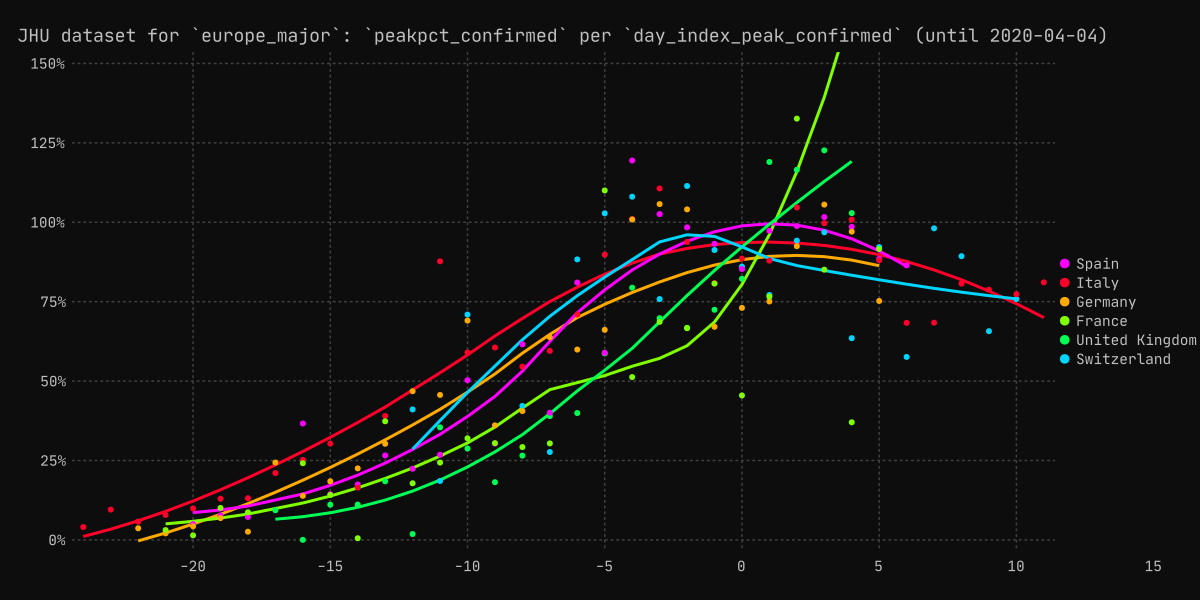 JHU dataset for `europe_major`: `peakpct_confirmed` per `day_index_peak_confirmed` (until 2020-04-04)
150%
125%
100%
75%
50%
25%
0%
-20 -15 -10 -5 0 5 10 15
Spain
Italy
Germany
France
United Kingdom
Switzerland